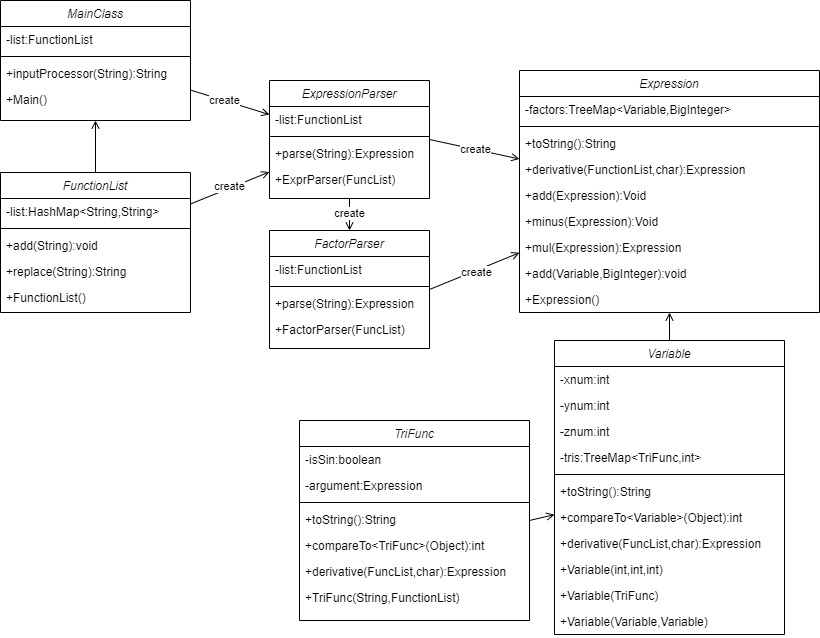 MainClass
-list:FunctionList
+inputProcessor(String):String
+Main()
create
ExpressionParser
-list:FunctionList
+parse(String):Expression
+ExprParser(FuncList)
create
Expression
-factors:TreeMap<Variable,BigInteger>
+toString():String
+derivative(FunctionList,char):Expression
+add(Expression):Void
+minus(Expression):Void
+mul(Expression):Expression
+add(Variable,BigInteger):void
+Expression()
FunctionList
-list:HashMap<String,String>
+add(String):void
+replace(String):String
+FunctionList()
create
create
FactorParser
-list:FunctionList
+parse(String):Expression
+FactorParser(FuncList)
create
Variable
-xnum:int
-ynum:int
-znum:int
-tris:TreeMap<TriFunc,int>
+toString():String
+compareTo<Variable>(Object):int
+derivative(FuncList,char):Expression
+Variable(int,int,int)
+Variable(TriFunc)
+Variable(Variable,Variable)
TriFunc
-isSin:boolean
-argument:Expression
+toString():String
+compareTo<TriFunc>(Object):int
+derivative(FuncList,char):Expression
+TriFunc(String,FunctionList)